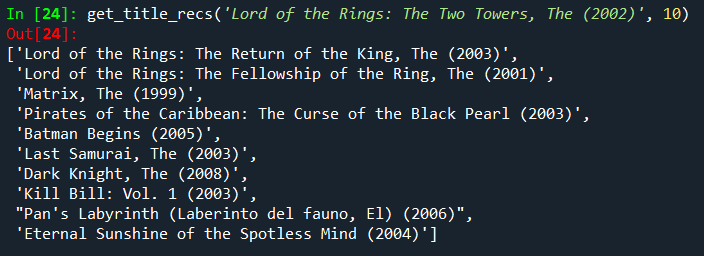 In [24]: get_title_recs('Lord of the Rings: The Two Towers, The (2002)', 10)
Out[24]:
['Lord of the Rings: The Return of the King, The (2003)',
 'Lord of the Rings: The Fellowship of the Ring, The (2001)',
 'Matrix, The (1999)',
 'Pirates of the Caribbean: The Curse of the Black Pearl (2003)',
 'Batman Begins (2005)',
 'Last Samurai, The (2003)',
 'Dark Knight, The (2008)',
 'Kill Bill: Vol. 1 (2003)',
 "Pan's Labyrinth (Laberinto del fauno, El) (2006)",
 'Eternal Sunshine of the Spotless Mind (2004)']